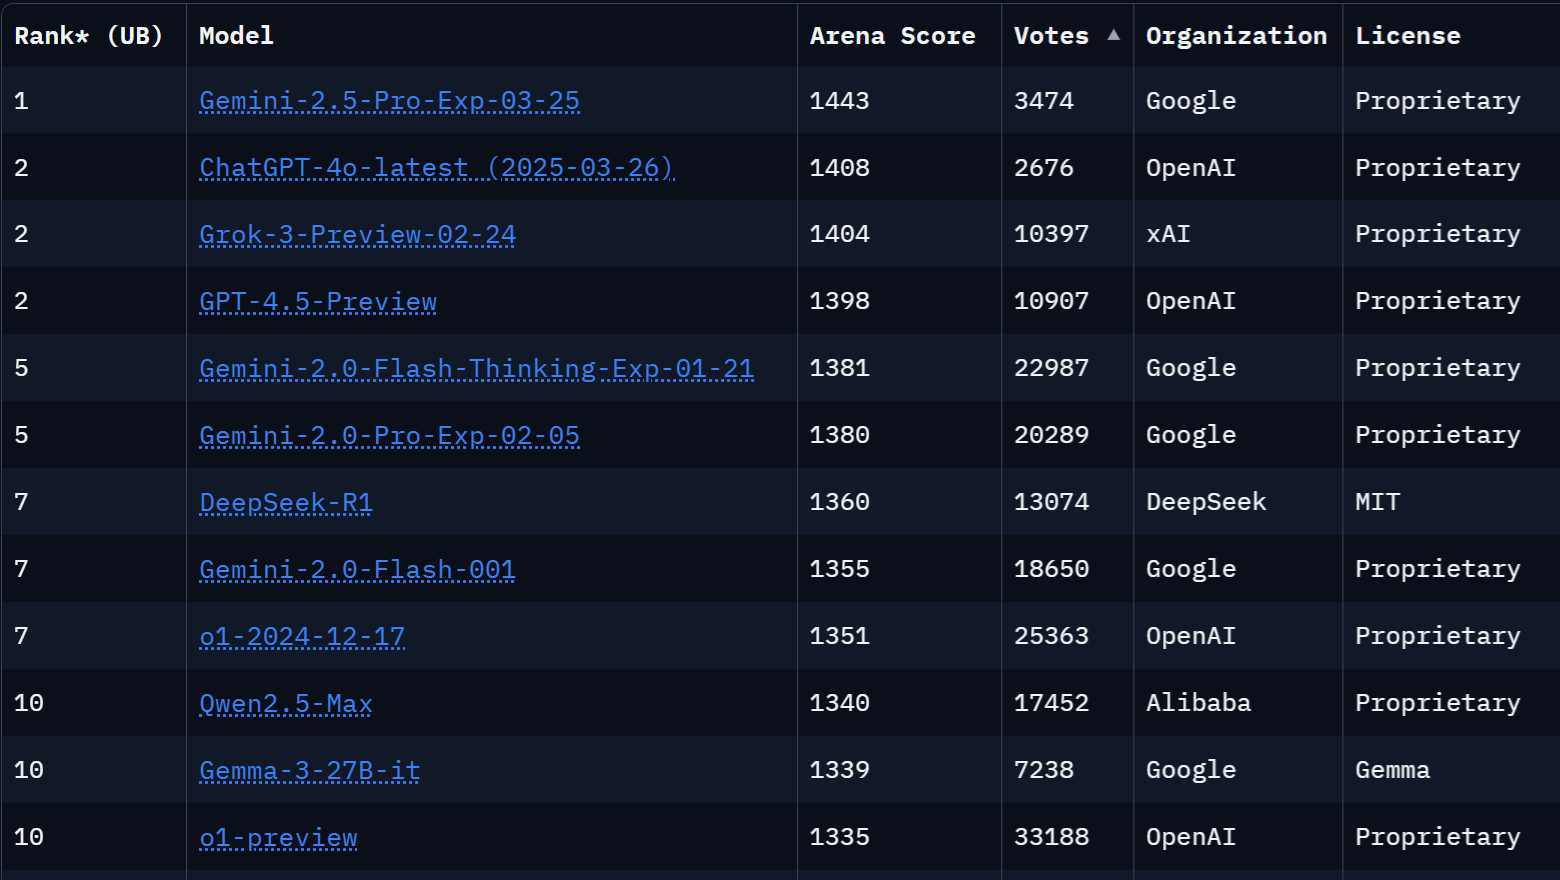 Rank* (UB) Model Arena Score Votes ▲ Organization License
1 Gemini-2.5-Pro-Exp-03-25 1443 3474 Google Proprietary
2 ChatGPT-4o-latest (2025-03-26) 1408 2676 OpenAI Proprietary
2 Grok-3-Preview-02-24 1404 10397 xAI Proprietary
2 GPT-4.5-Preview 1398 10907 OpenAI Proprietary
5 Gemini-2.0-Flash-Thinking-Exp-01-21 1381 22987 Google Proprietary
5 Gemini-2.0-Pro-Exp-02-05 1380 20289 Google Proprietary
7 DeepSeek-R1 1360 13074 DeepSeek MIT
7 Gemini-2.0-Flash-001 1355 18650 Google Proprietary
7 o1-2024-12-17 1351 25363 OpenAI Proprietary
10 Qwen2.5-Max 1340 17452 Alibaba Proprietary
10 Gemma-3-27B-it 1339 7238 Google Gemma
10 o1-preview 1335 33188 OpenAI Proprietary